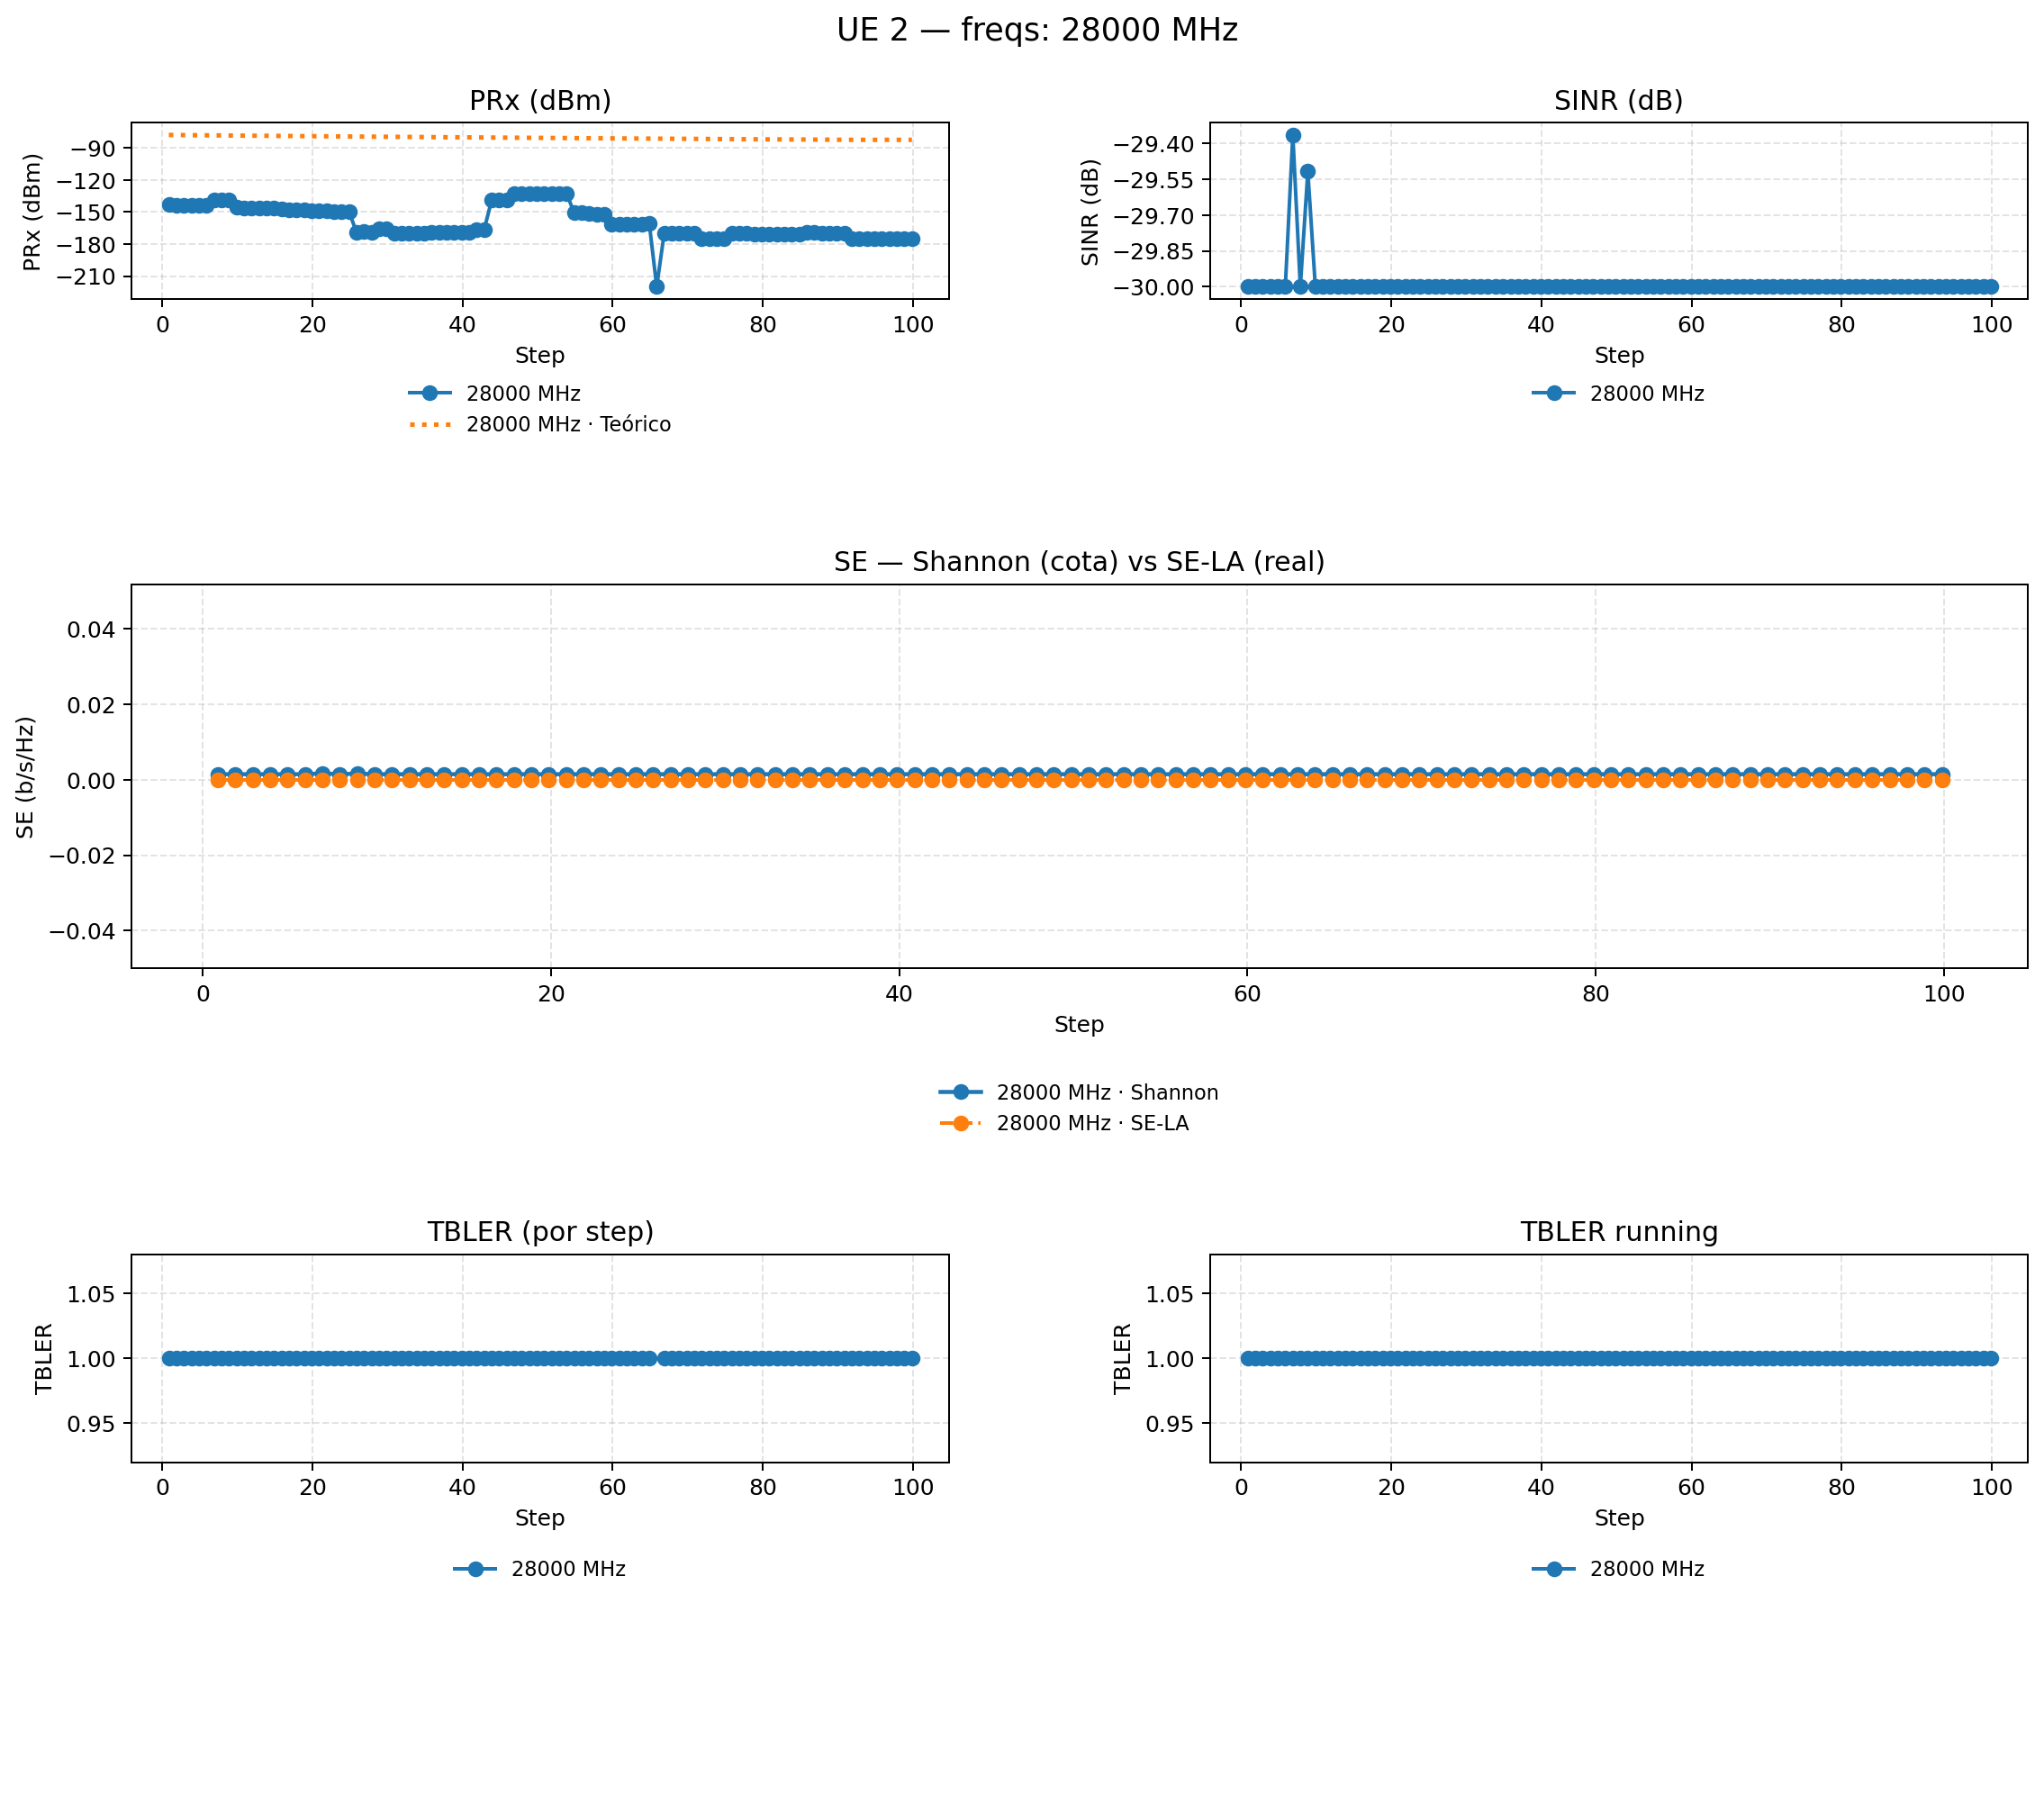 UE 2 — freqs: 28000 MHz
PRx (dBm)
PRx (dBm)
−90
−120
−150
−180
−210
0 20 40 60 80 100
Step
28000 MHz
28000 MHz · Teórico
SINR (dB)
SINR (dB)
−29.40
−29.55
−29.70
−29.85
−30.00
0 20 40 60 80 100
Step
28000 MHz
SE — Shannon (cota) vs SE-LA (real)
SE (b/s/Hz)
0.04
0.02
0.00
−0.02
−0.04
0 20 40 60 80 100
Step
28000 MHz · Shannon
28000 MHz · SE-LA
TBLER (por step)
TBLER
1.05
1.00
0.95
0 20 40 60 80 100
Step
28000 MHz
TBLER running
TBLER
1.05
1.00
0.95
0 20 40 60 80 100
Step
28000 MHz